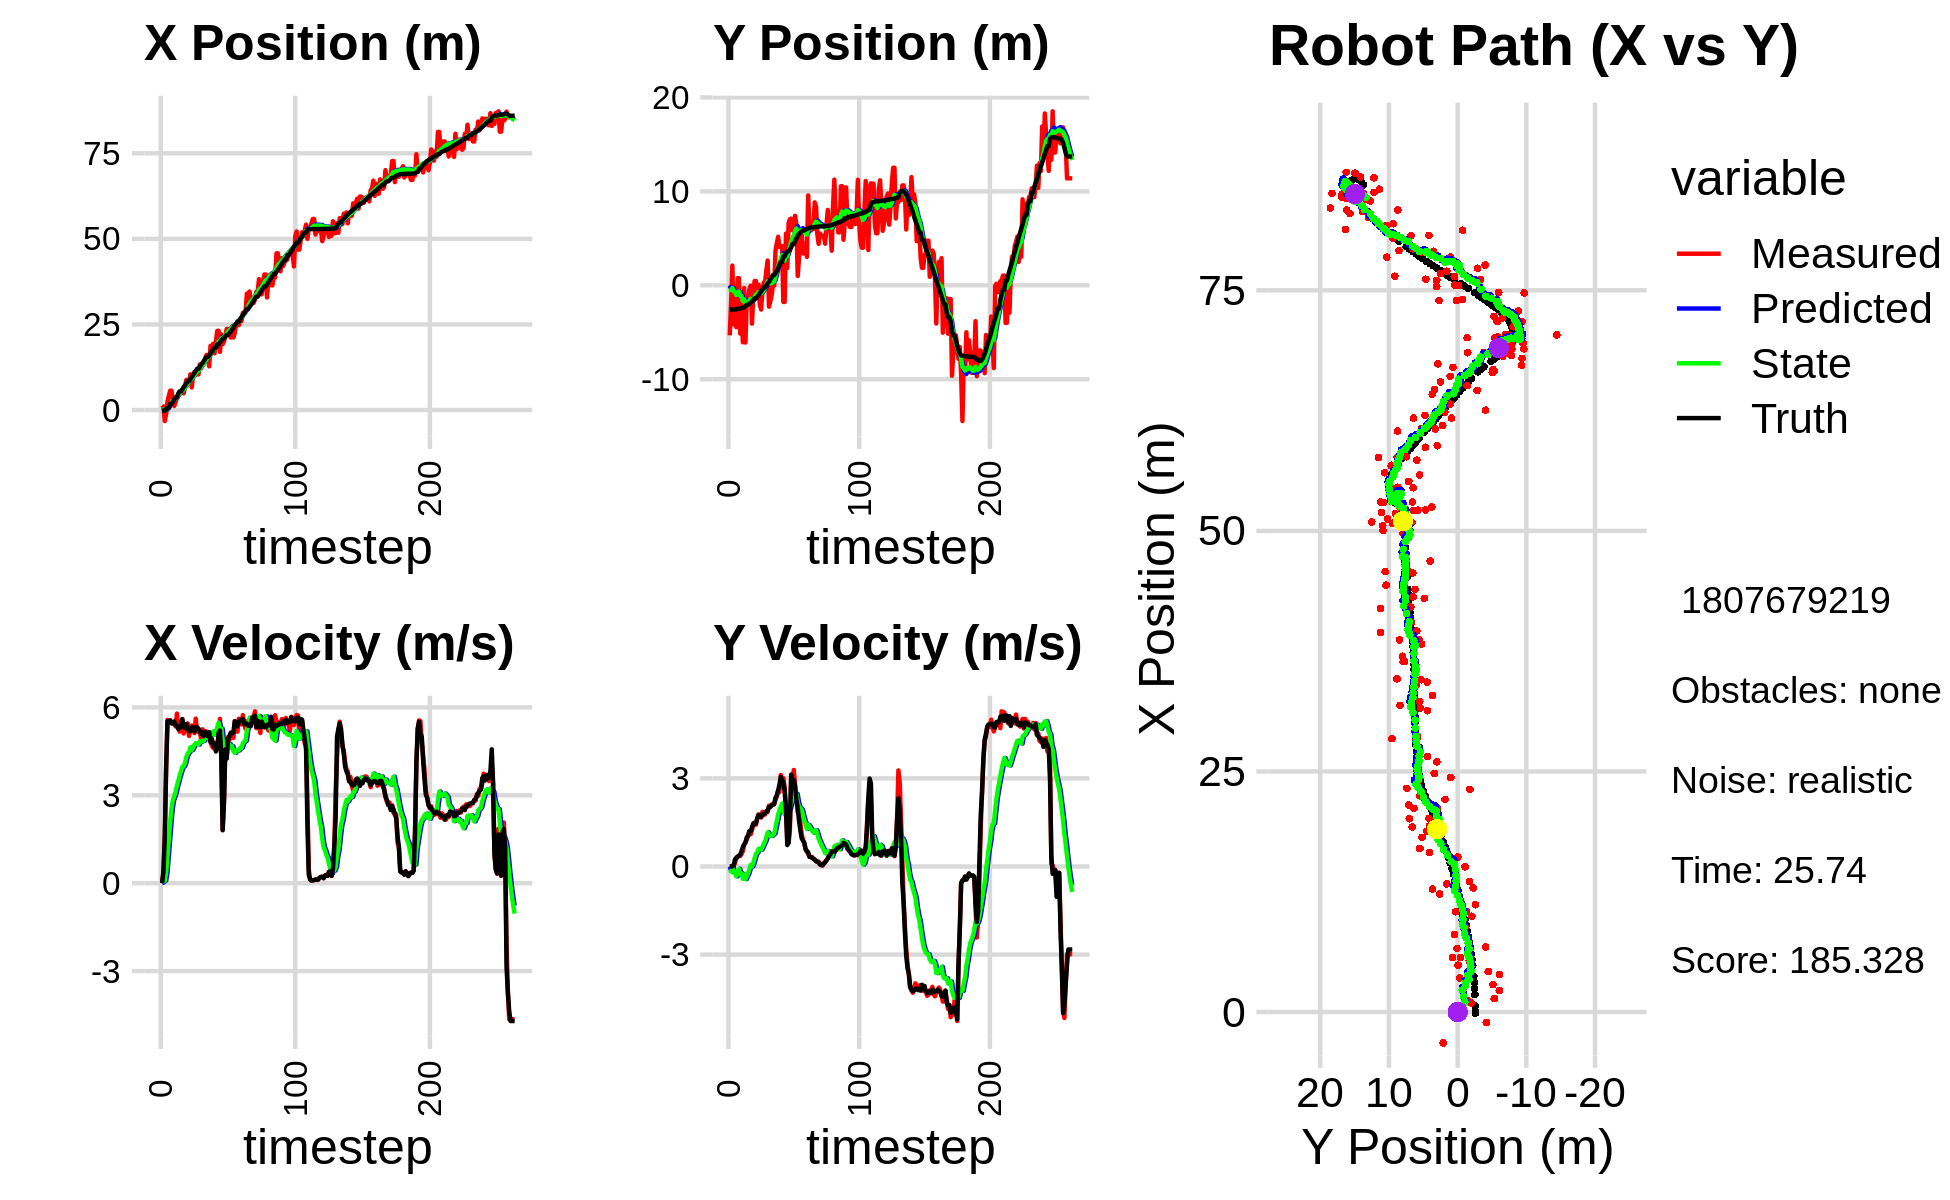 X Position (m)
75
50
25
0
0
100
200
timestep
Y Position (m)
20
10
0
-10
0
100
200
timestep
X Velocity (m/s)
6
3
0
-3
0
100
200
timestep
Y Velocity (m/s)
3
0
-3
0
100
200
timestep
Robot Path (X vs Y)
X Position (m)
75
50
25
0
20 10 0 -10 -20
Y Position (m)
variable
Measured
Predicted
State
Truth
1807679219
Obstacles: none
Noise: realistic
Time: 25.74
Score: 185.328